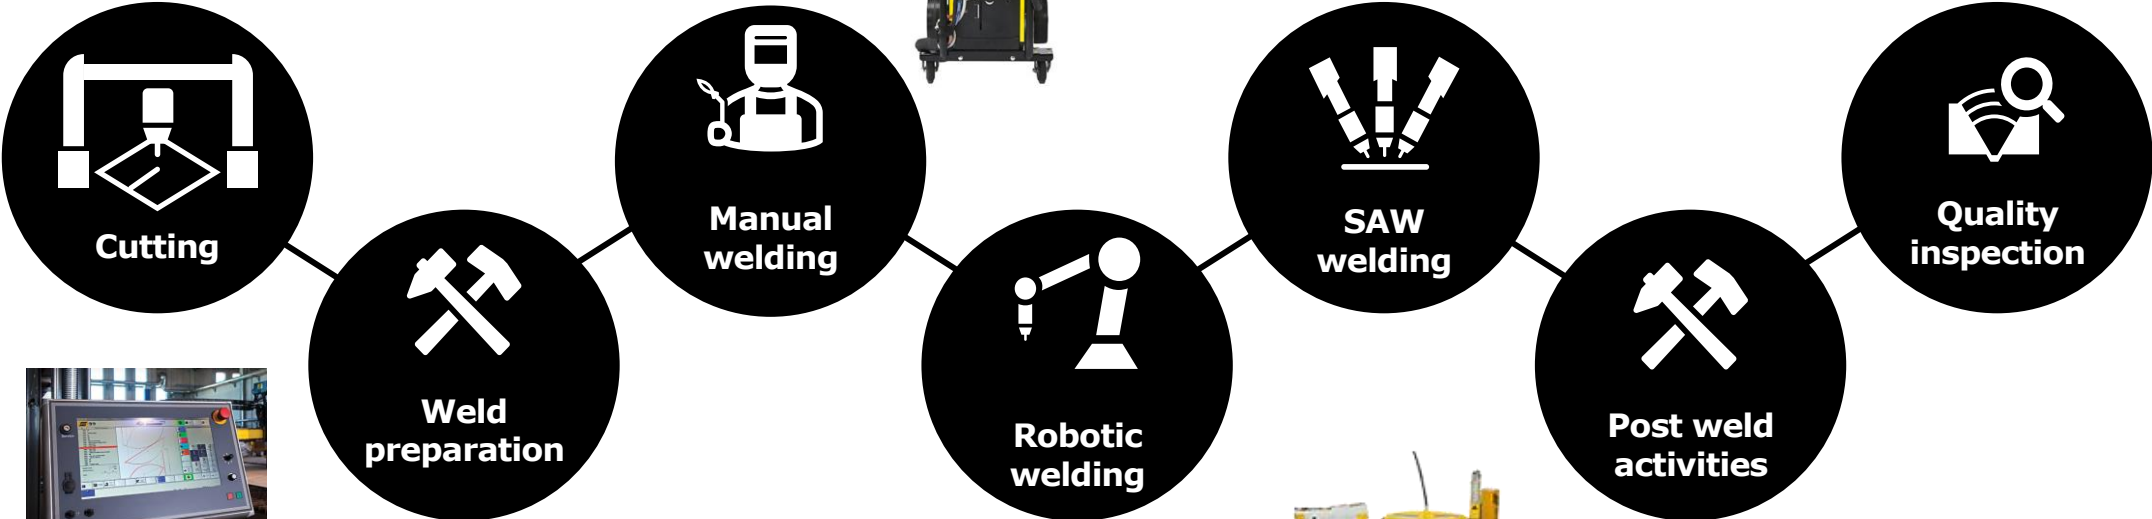 Cutting
Weld
preparation
Manual
welding
Robotic
welding
SAW
welding
Post weld
activities
Quality
inspection